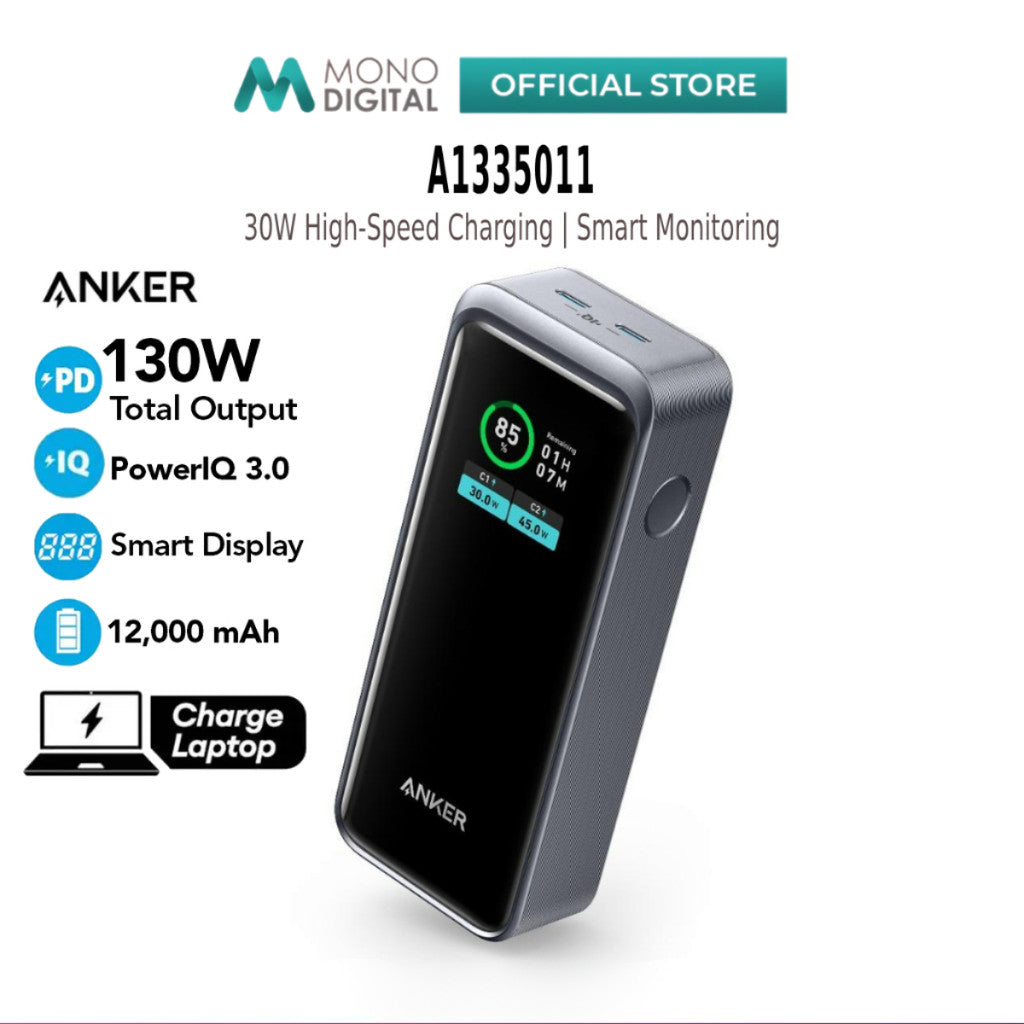 MONO
DIGITAL
OFFICIAL STORE
A1335011
30W High-Speed Charging | Smart Monitoring
ANKER
PD
130W
Total Output
IQ
PowerIQ 3.0
888
Smart Display
12,000 mAh
Charge
Laptop
85
%
Remaining
01H
07M
C1
30.0W
C2
45.0W
ANKER